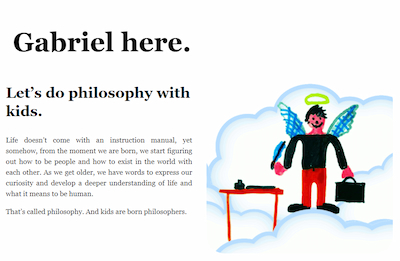 Gabriel here.
Let's do philosophy with
kids.
Life doesn't come with an instruction manual, yet
somehow, from the moment we are born, we start figuring
out how to be people and how to exist in the world with
each other. As we get older, we have words to express our
curiosity and develop a deeper understanding of life and
what it means to be human.
That's called philosophy. And kids are born philosophers.